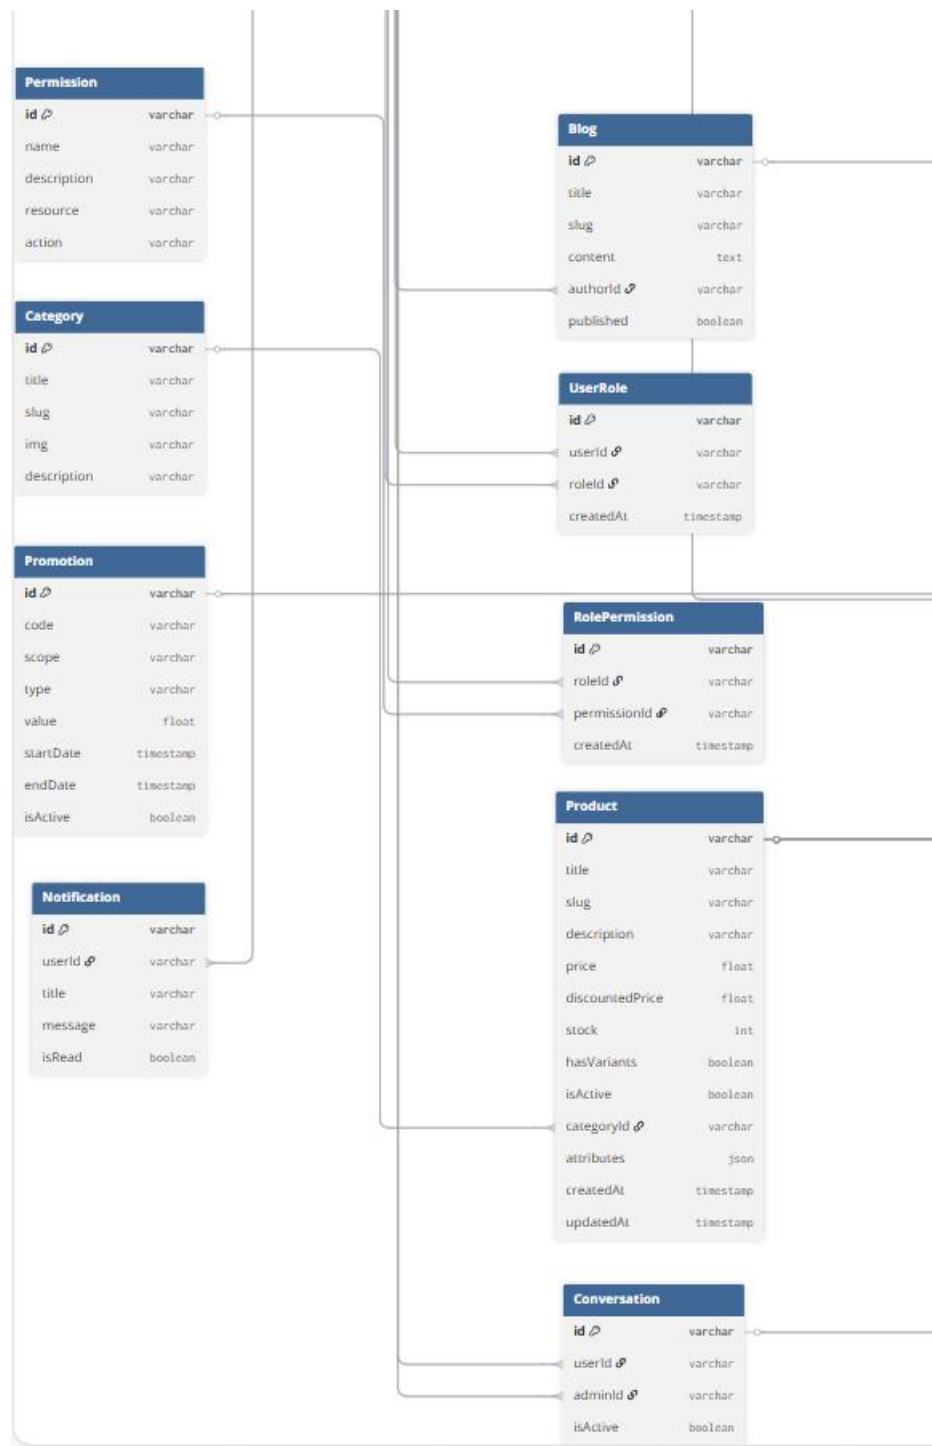 Permission
id varchar
name varchar
description varchar
resource varchar
action varchar
Category
id varchar
title varchar
slug varchar
img varchar
description varchar
Promotion
id varchar
code varchar
scope varchar
type varchar
value float
startDate timestamp
endDate timestamp
isActive boolean
Notification
id varchar
userId varchar
title varchar
message varchar
isRead boolean
Blog
id varchar
title varchar
slug varchar
content text
authorId varchar
published boolean
UserRole
id varchar
userId varchar
roleId varchar
createdAt timestamp
RolePermission
id varchar
roleId varchar
permissionId varchar
createdAt timestamp
Product
id varchar
title varchar
slug varchar
description varchar
price float
discountedPrice float
stock int
hasVariants boolean
isActive boolean
categoryId varchar
attributes json
createdAt timestamp
updatedAt timestamp
Conversation
id varchar
userId varchar
adminId varchar
isActive boolean